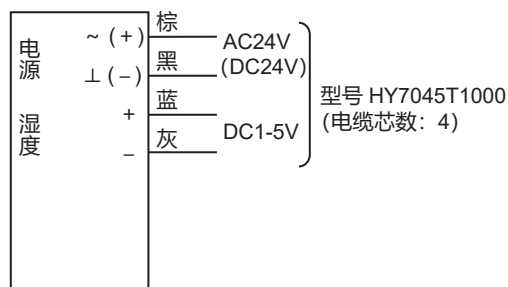 电源
~ (+) 棕
⊥ (−) 黑
AC24V
(DC24V)
湿度
+ 蓝
− 灰
DC1-5V
型号 HY7045T1000
(电缆芯数：4)